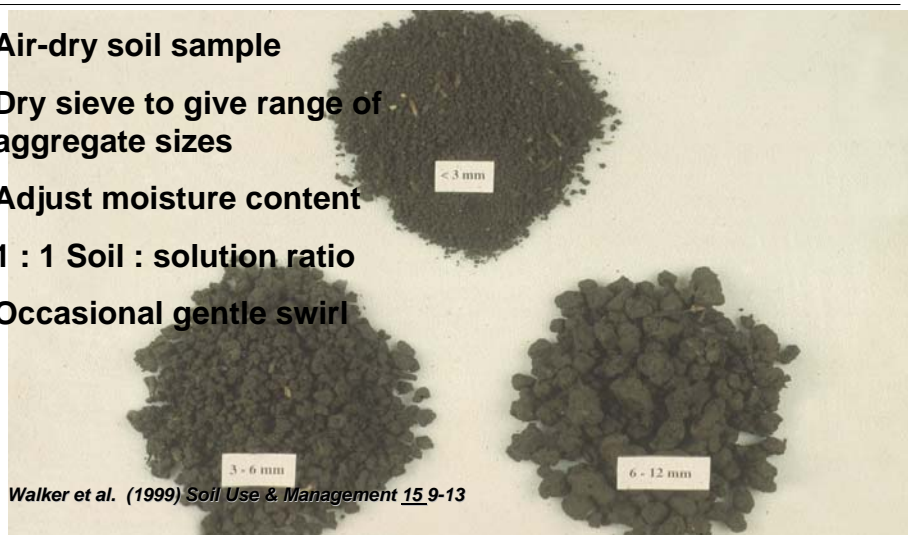 Air-dry soil sample
Dry sieve to give range of
aggregate sizes
Adjust moisture content
1 : 1 Soil : solution ratio
Occasional gentle swirl
< 3 mm
3 - 6 mm
6 - 12 mm
Walker et al. (1999) Soil Use & Management 15 9-13